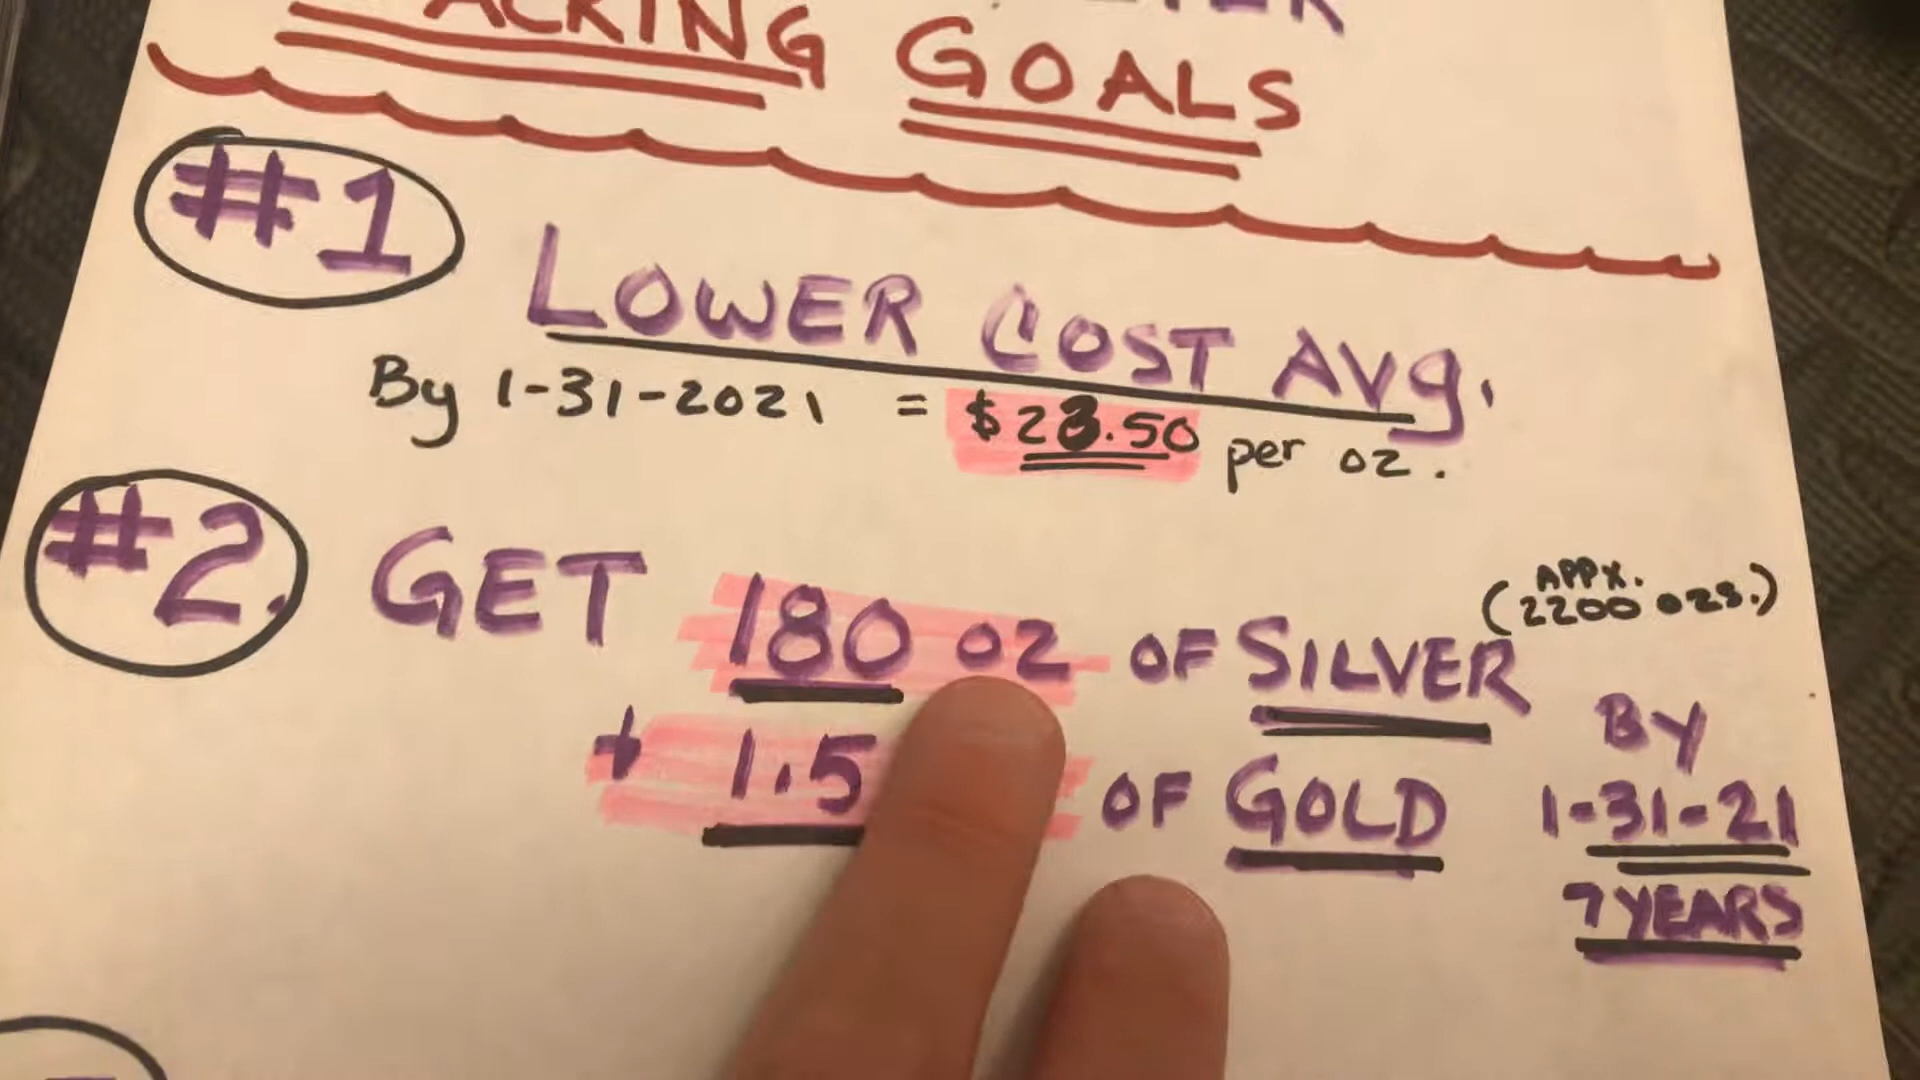 GOALS
#1
LOWER COST AVg.
By 1-31-2021 = $23.50 per oz.
#2.
GET 180 oz OF SILVER
(APPX.
2200 ozs.)
+ 1.5 OF GOLD
BY
1-31-21
7 YEARS